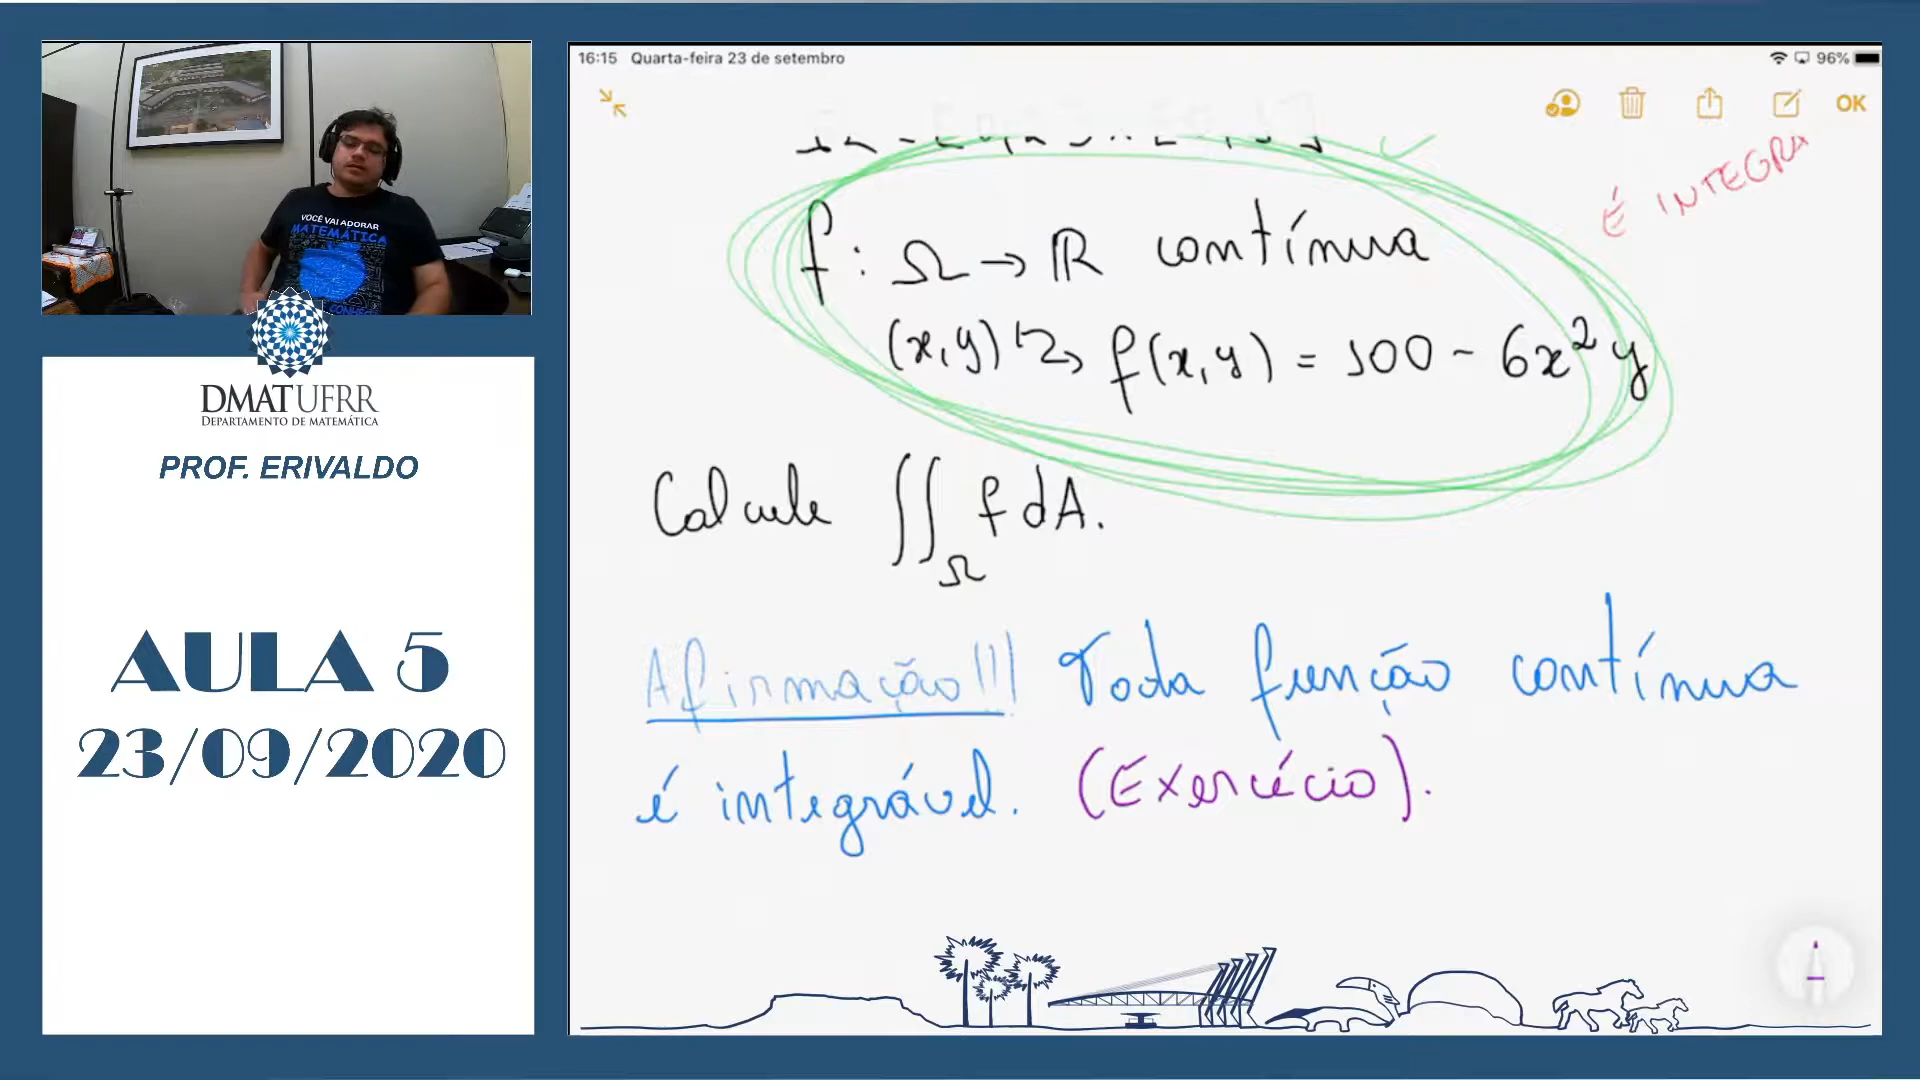 16:15 Quarta-feira 23 de setembro
96%
OK
É INTEGRA
f: Ω → ℝ contínua
(x,y) ↦ f(x,y) = 100 - 6x²y
Calcule ∬_Ω f dA.
Afirmação!!! Toda função contínua
é integrável. (Exercício).
VOCÊ VAI ADORAR
MATEMÁTICA
DMATUFRR
DEPARTAMENTO DE MATEMÁTICA
PROF. ERIVALDO
AULA 5
23/09/2020